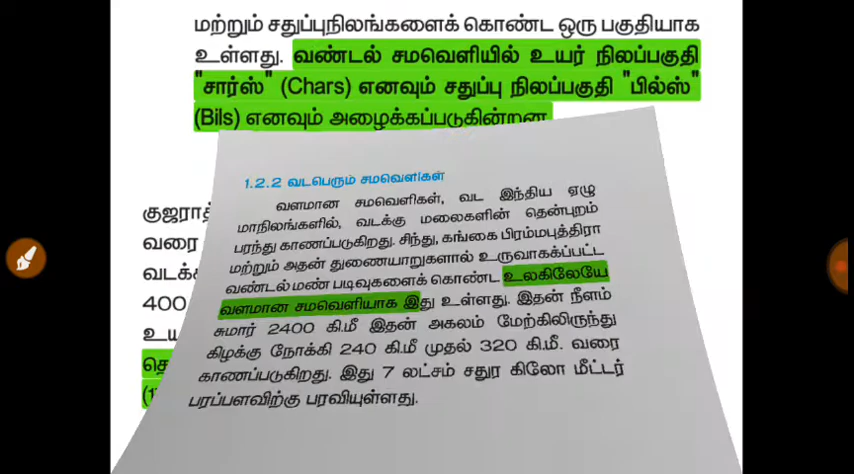 மற்றும் சதுப்புநிலங்களைக் கொண்ட ஒரு பகுதியாக
உள்ளது. வண்டல் சமவெளியில் உயர் நிலப்பகுதி
"சார்ஸ்" (Chars) எனவும் சதுப்பு நிலப்பகுதி "பில்ஸ்"
(Bils) எனவும் அழைக்கப்படுகின்றன
1.2.2 வடபெரும் சமவெளிகள்
வளமான சமவெளிகள், வட இந்திய ஏழு
மாநிலங்களில், வடக்கு மலைகளின் தென்புறம்
பரந்து காணப்படுகிறது. சிந்து, கங்கை பிரம்மபுத்திரா
மற்றும் அதன் துணையாறுகளால் உருவாகக்ப்பட்ட
வண்டல் மண் படிவுகளைக் கொண்ட உலகிலேயே
வளமான சமவெளியாக இது உள்ளது. இதன் நீளம்
சுமார் 2400 கி.மீ இதன் அகலம் மேற்கிலிருந்து
கிழக்கு நோக்கி 240 கி.மீ முதல் 320 கி.மீ. வரை
காணப்படுகிறது. இது 7 லட்சம் சதுர கிலோ மீட்டர்
பரப்பளவிற்கு பரவியுள்ளது.
வரை
400